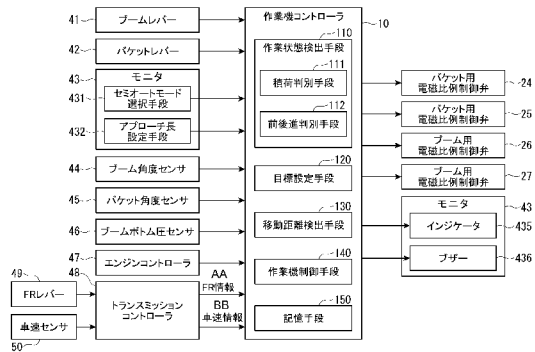 41
ブームレバー
42
バケットレバー
43
モニタ
431
セミオートモード
選択手段
432
アプローチ長
設定手段
44
ブーム角度センサ
45
バケット角度センサ
46
ブームボトム圧センサ
47
エンジンコントローラ
49
48
FRレバー
トランスミッション
コントローラ
車速センサ
50
AA
FR情報
BB
車速情報
作業機コントローラ
10
110
作業状態検出手段
111
積荷判別手段
112
前後進判別手段
120
目標設定手段
130
移動距離検出手段
140
作業機制御手段
150
記憶手段
バケット用
電磁比例制御弁
24
バケット用
電磁比例制御弁
25
ブーム用
電磁比例制御弁
26
ブーム用
電磁比例制御弁
27
モニタ
43
インジケータ
435
ブザー
436